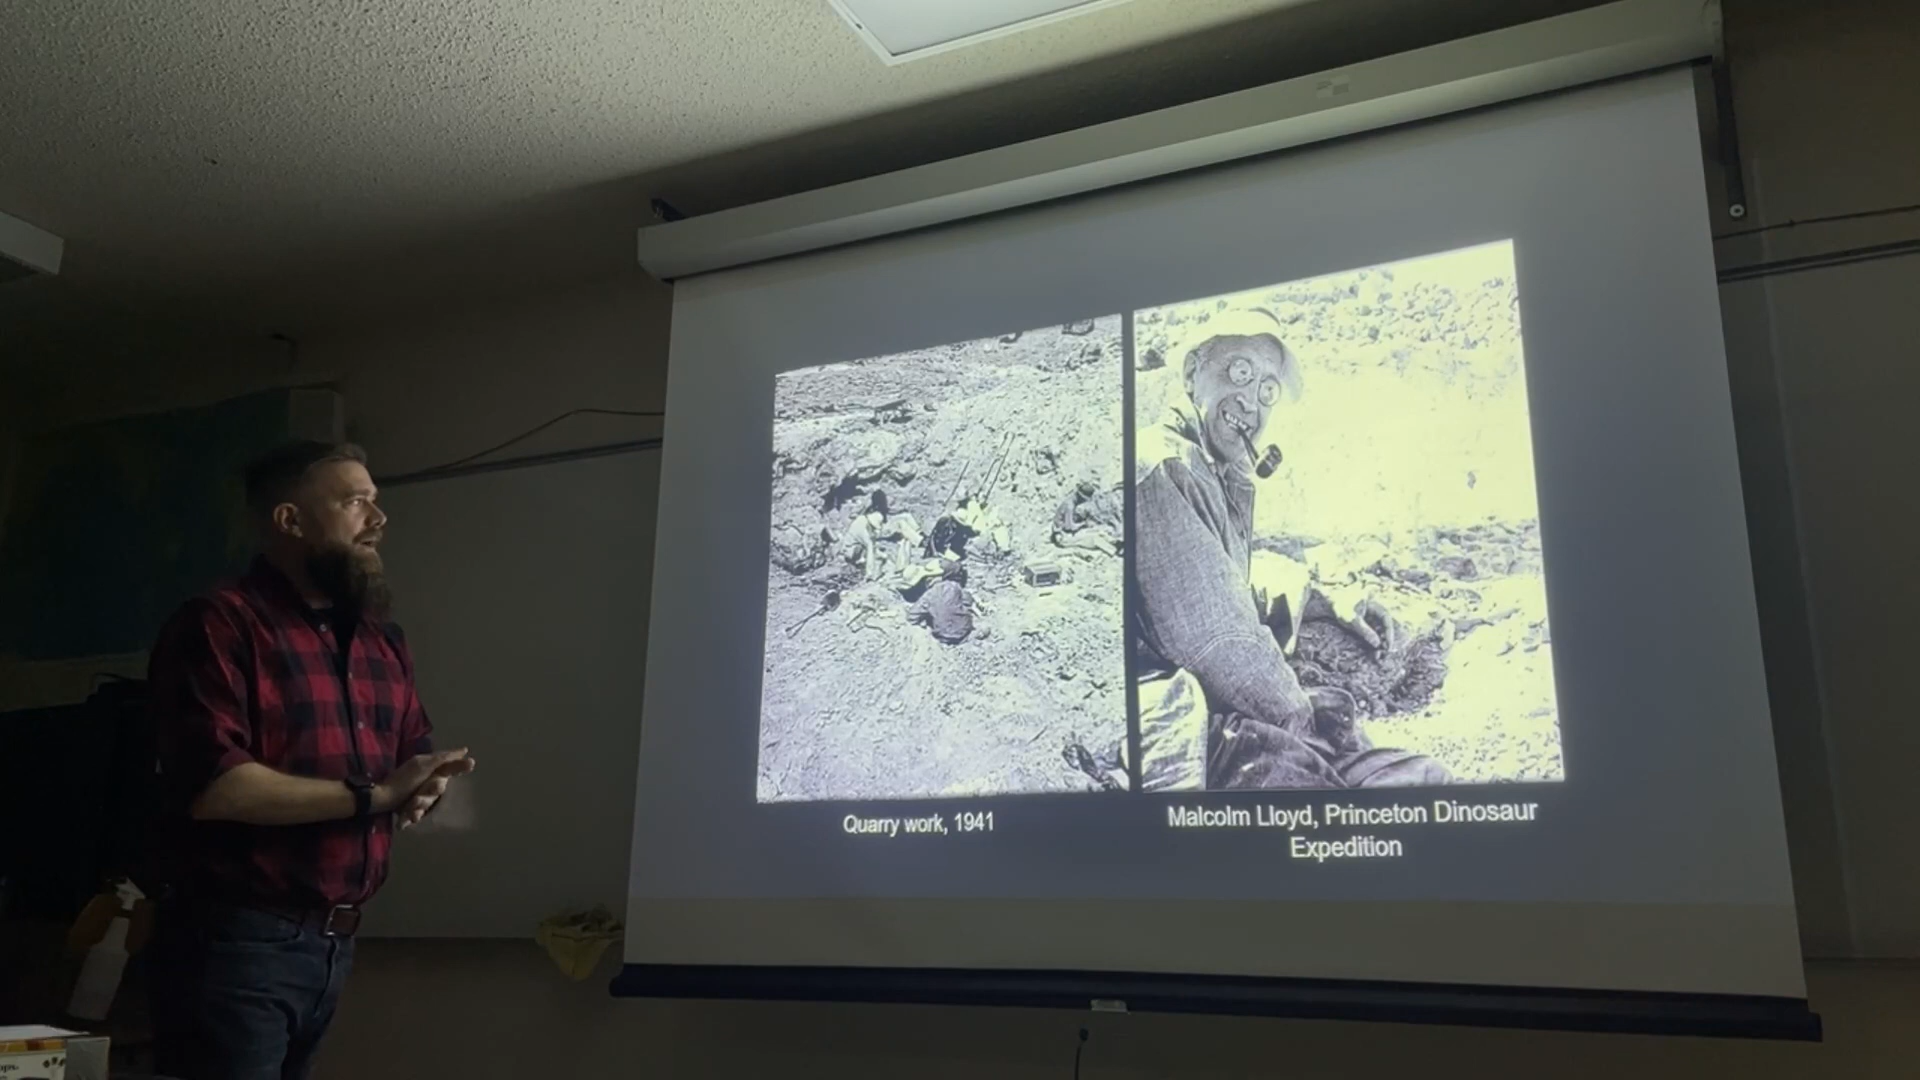 Quarry work, 1941
Malcolm Lloyd, Princeton Dinosaur
Expedition